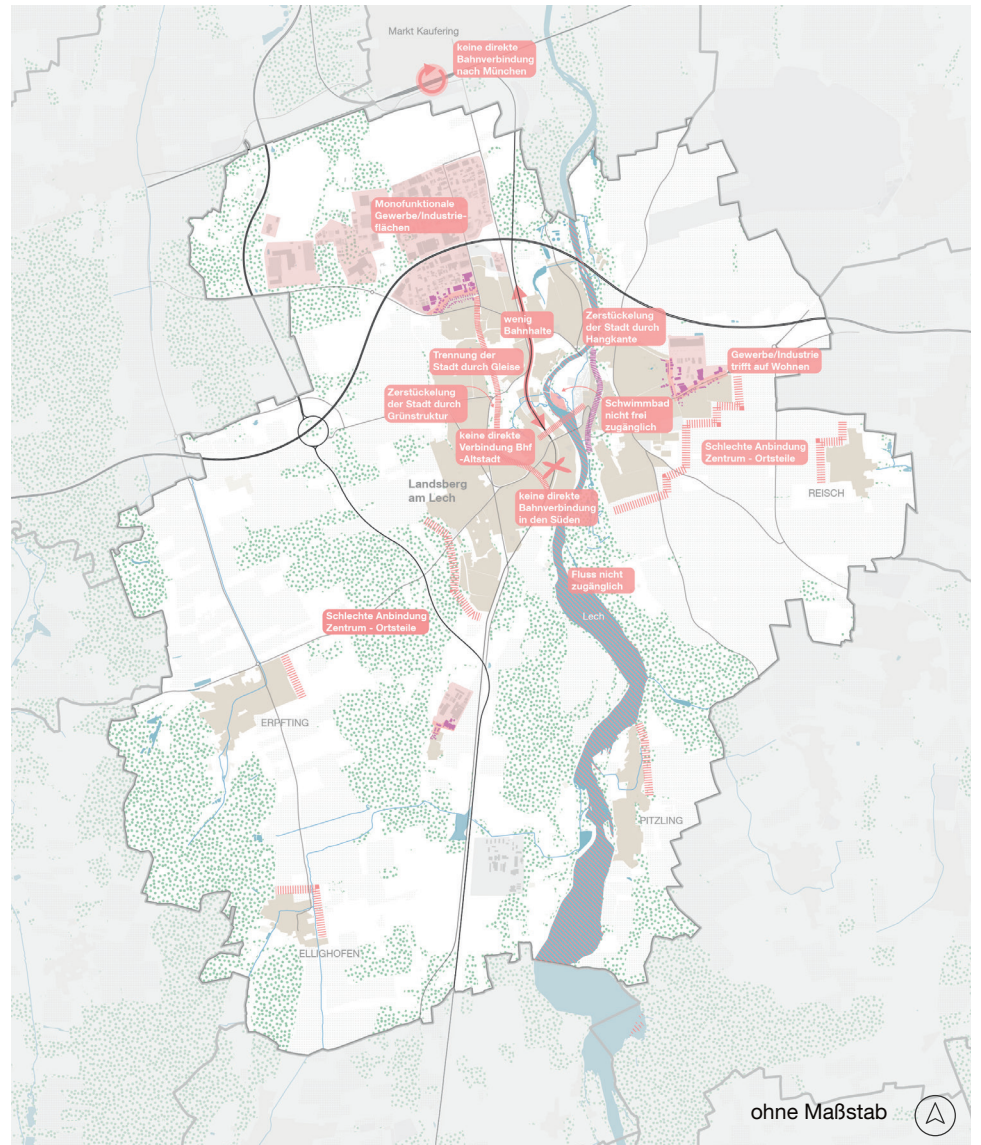 Markt Kaufering
keine direkte
Bahnverbindung
nach München
Monofunktionale
Gewerbe/Industrie-
flächen
wenig
Bahnhalte
Zerstückelung
der Stadt durch
Hangkante
Trennung der
Stadt durch Gleise
Gewerbe/Industrie
trifft auf Wohnen
Zerstückelung
der Stadt durch
Grünstruktur
Schwimmbad
nicht frei
zugänglich
keine direkte
Verbindung Bhf
-Altstadt
Schlechte Anbindung
Zentrum - Ortsteile
Landsberg
am Lech
REISCH
keine direkte
Bahnverbindung
in den Süden
Fluss nicht
zugänglich
Lech
Schlechte Anbindung
Zentrum - Ortsteile
ERPFTING
PITZLING
ELLIGHOFEN
ohne Maßstab